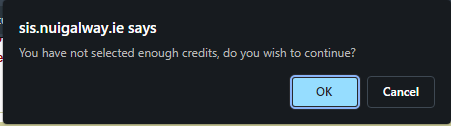 sis.nuigalway.ie says
You have not selected enough credits, do you wish to continue?
OK Cancel